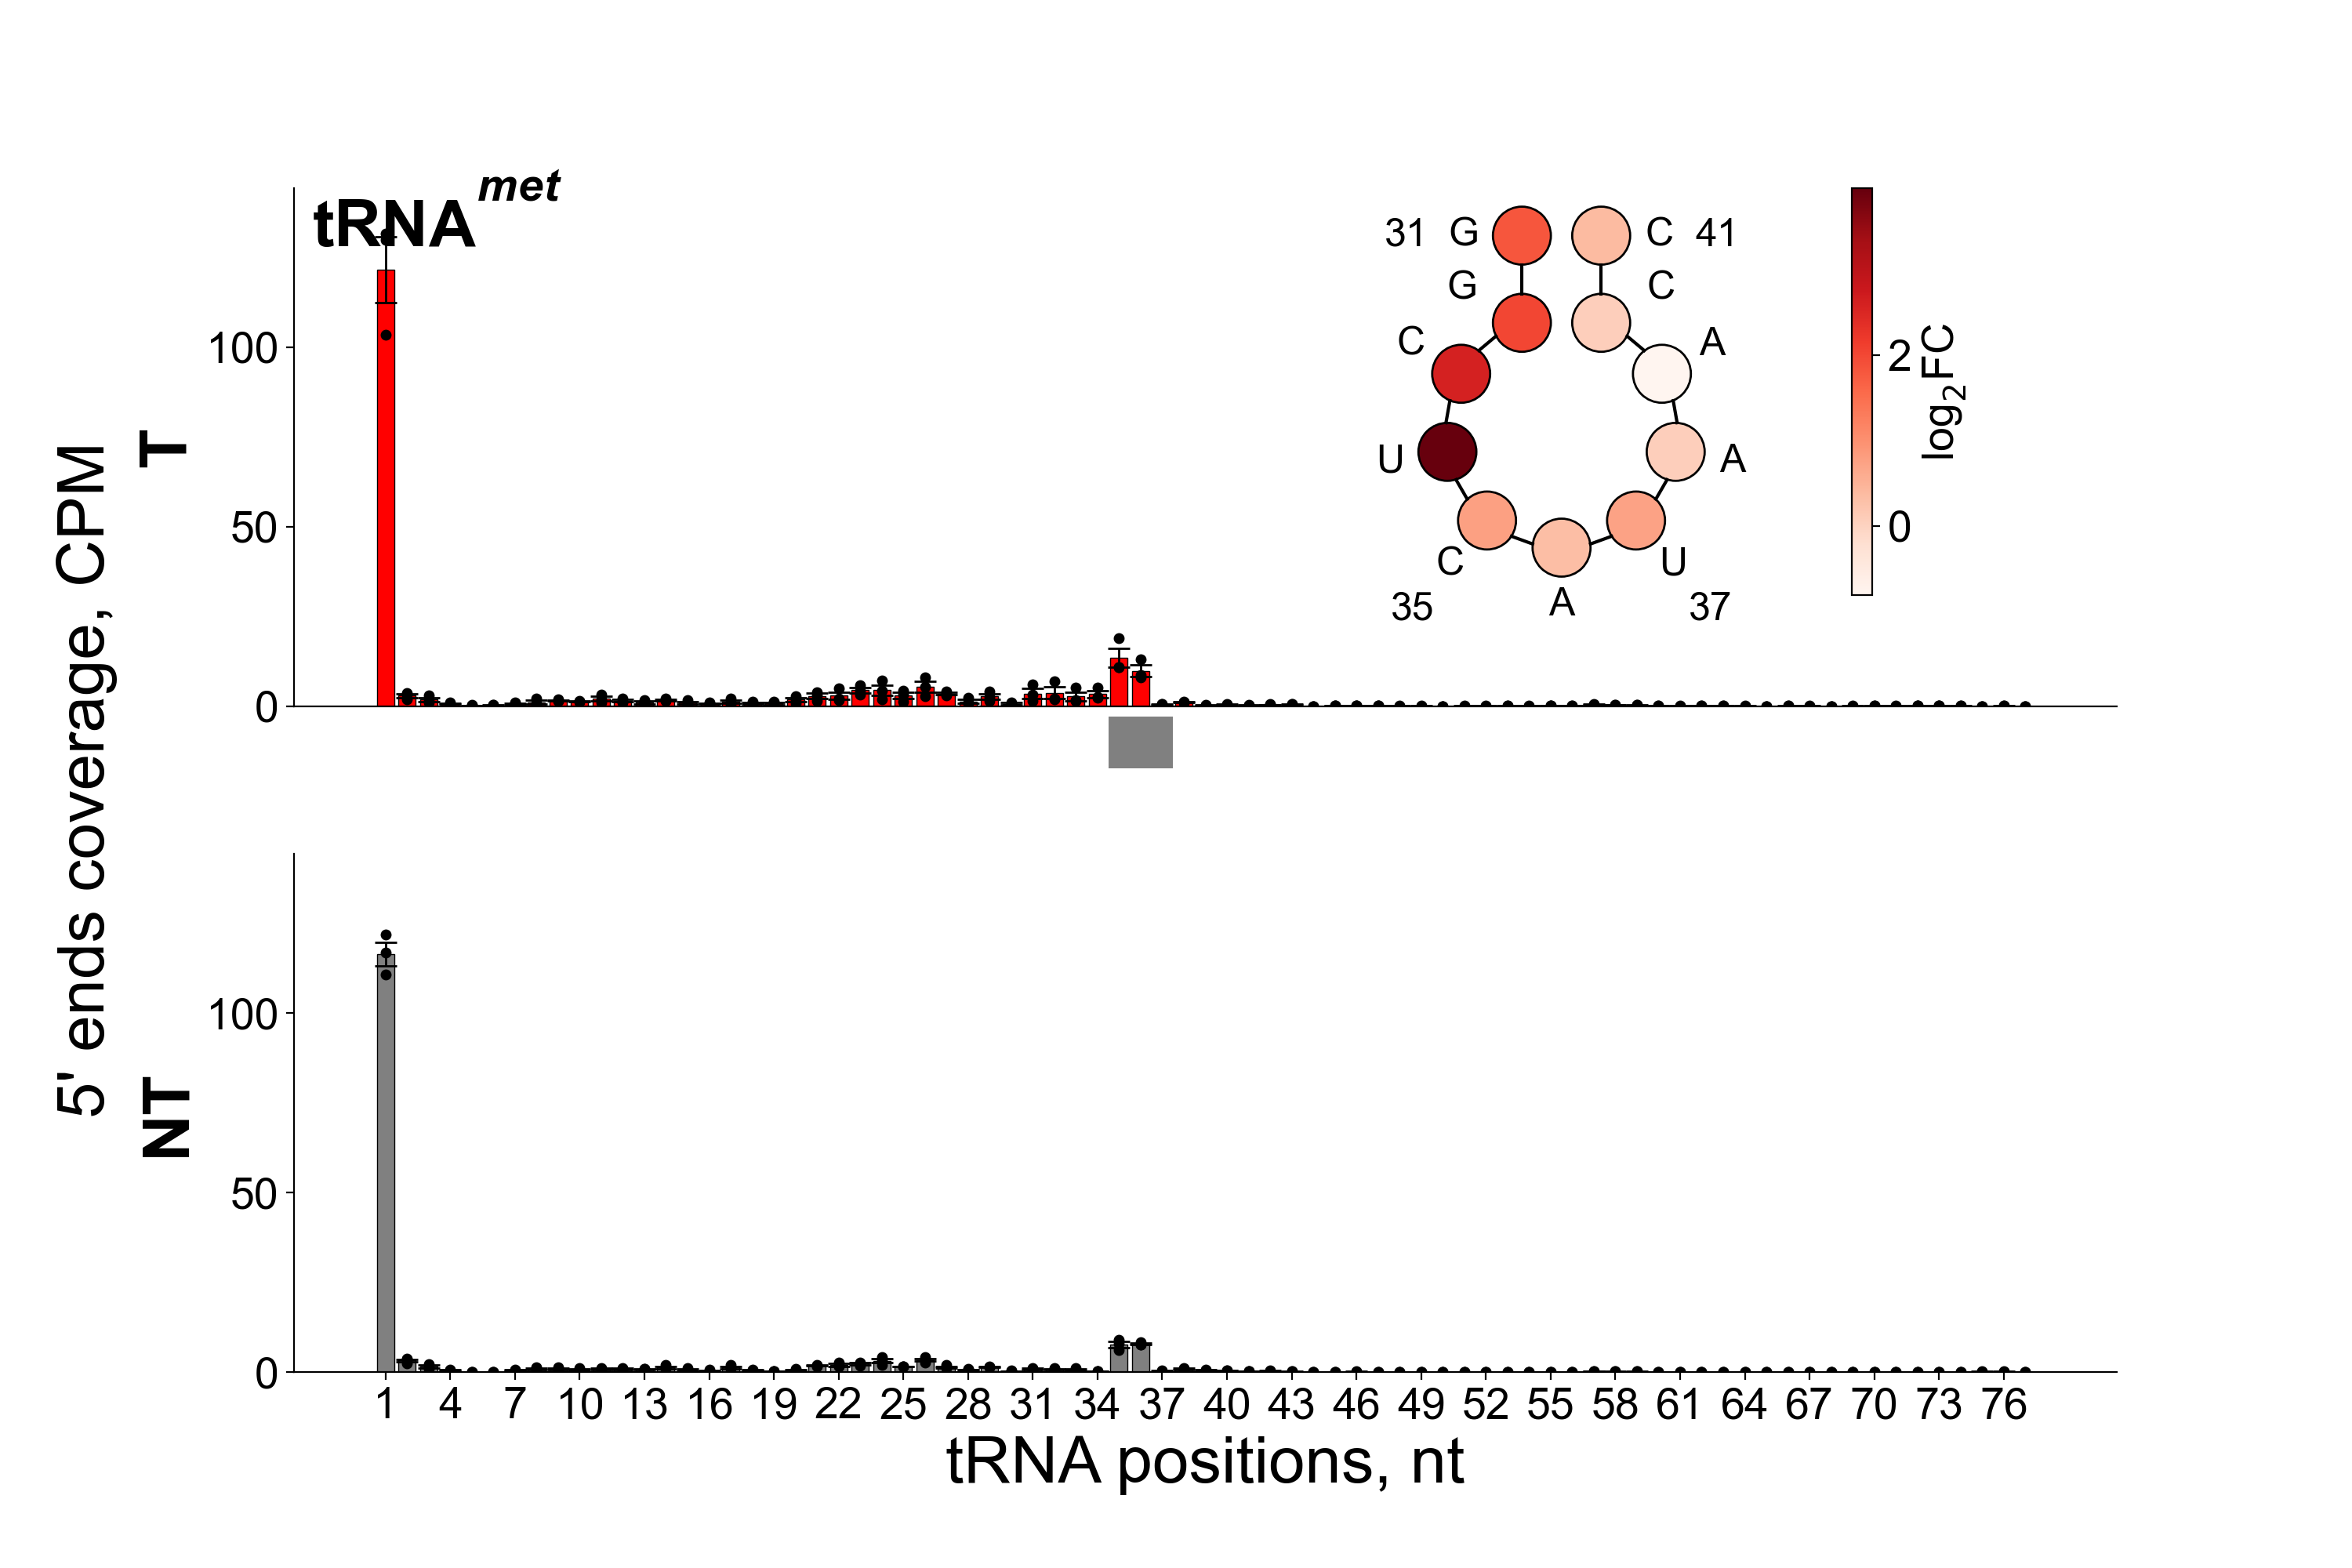 tRNA^met
5' ends coverage, CPM
T
100
50
0
31 G C 41
G C
C A
U A
C U
35 A 37
2
0
log₂FC
NT
100
50
0
1 4 7 10 13 16 19 22 25 28 31 34 37 40 43 46 49 52 55 58 61 64 67 70 73 76
tRNA positions, nt